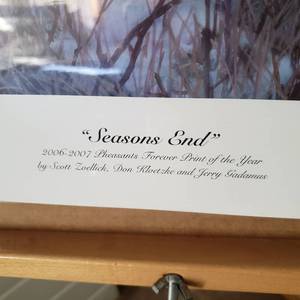 "Seasons End"
2006-2007 Pheasants Forever Print of the Year
by Scott Zoellick, Don Kloetzke and Jerry Gadamus